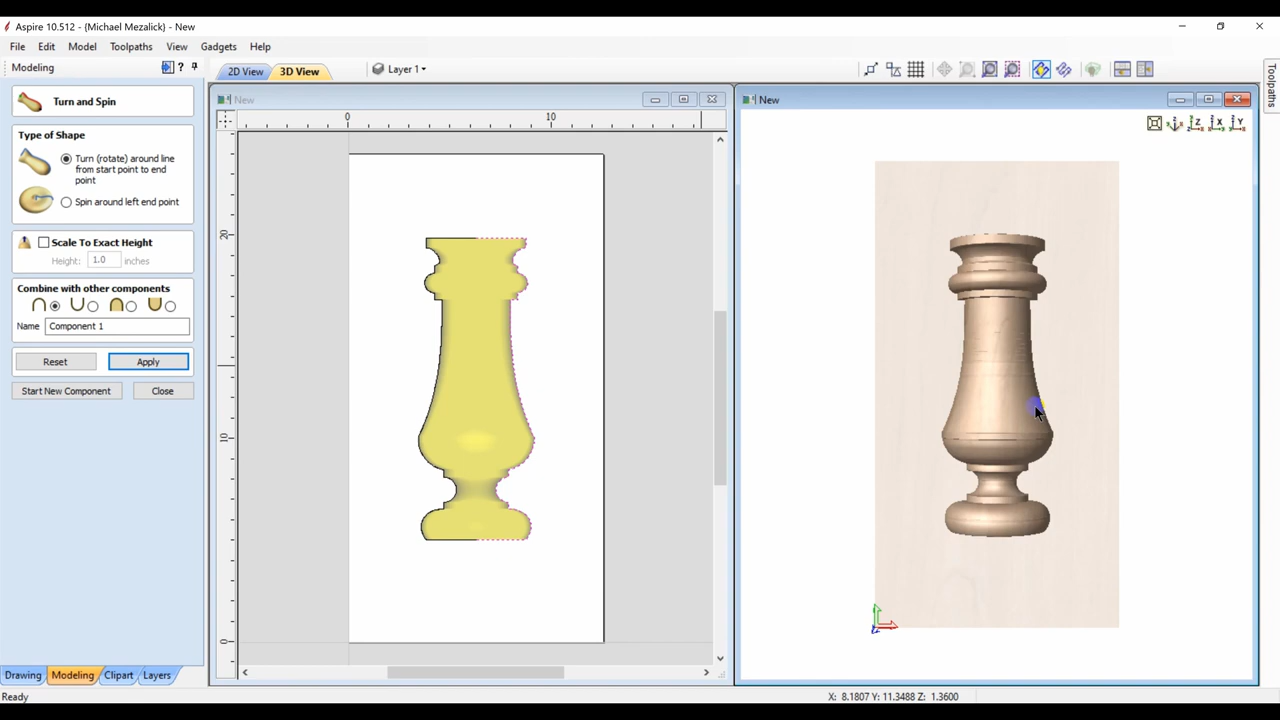 Aspire 10.512 - {Michael Mezalick} - New
File Edit Model Toolpaths View Gadgets Help
Modeling ?
2D View 3D View Layer 1
Toolpaths
Turn and Spin
Type of Shape
Turn (rotate) around line
from start point to end
point
Spin around left end point
Scale To Exact Height
Height: 1.0 inches
Combine with other components
Name Component 1
Reset Apply
Start New Component Close
New
0 10
20
10
0
New
Z X Y
Drawing Modeling Clipart Layers
Ready
X: 8.1807 Y: 11.3488 Z: 1.3600